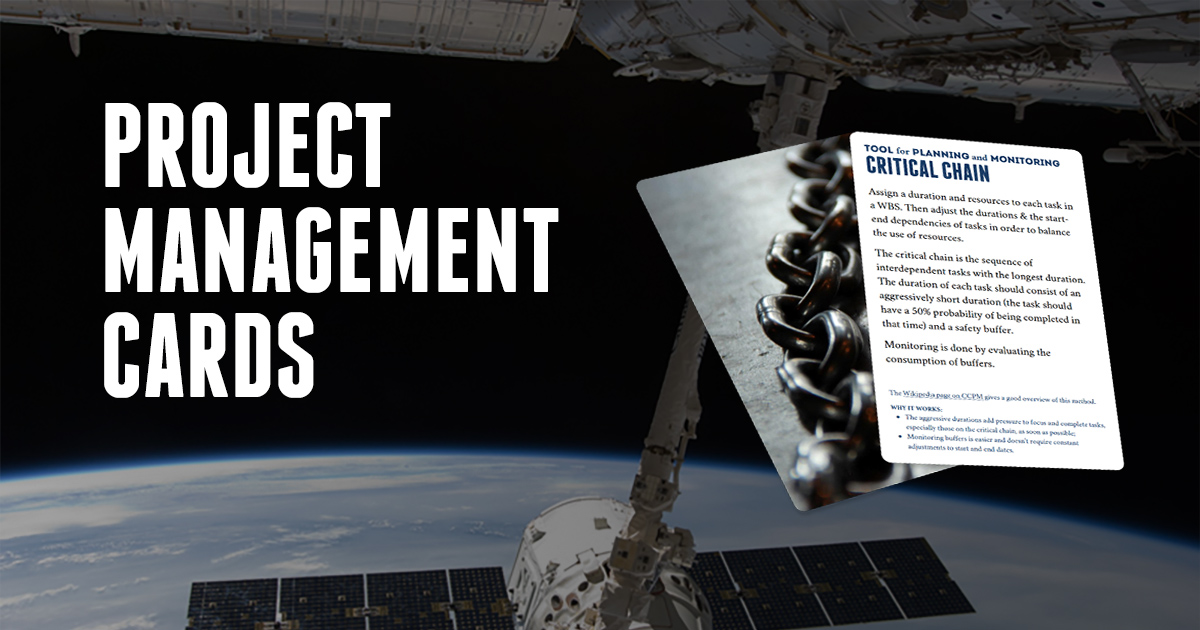 PROJECT
MANAGEMENT
CARDS
TOOL for PLANNING and MONITORING
CRITICAL CHAIN
Assign a duration and resources to each task in
a WBS. Then adjust the durations & the start-
end dependencies of tasks in order to balance
the use of resources.
The critical chain is the sequence of
interdependent tasks with the longest duration.
The duration of each task should consist of an
aggressively short duration (the task should
have a 50% probability of being completed in
that time) and a safety buffer.
Monitoring is done by evaluating the
consumption of buffers.
The Wikipedia page on CCPM gives a good overview of this method.
WHY IT WORKS:
• The aggressive durations add pressure to focus and complete tasks,
especially those on the critical chain, as soon as possible;
• Monitoring buffers is easier and doesn't require constant
adjustments to start and end dates.